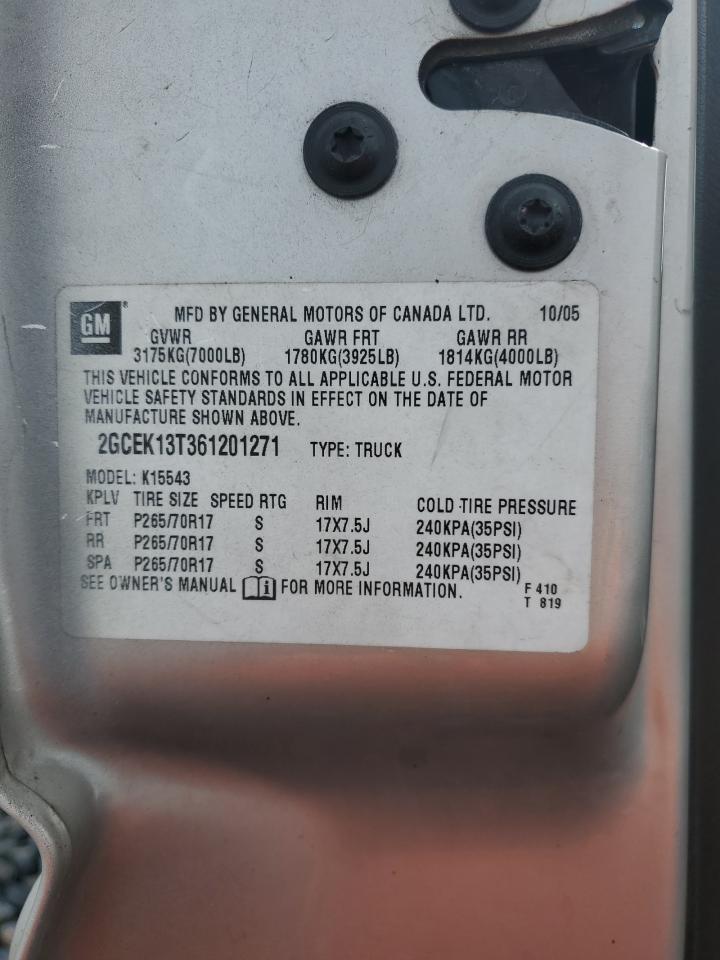 GM®
MFD BY GENERAL MOTORS OF CANADA LTD. 10/05
GVWR GAWR FRT GAWR RR
3175KG(7000LB) 1780KG(3925LB) 1814KG(4000LB)
THIS VEHICLE CONFORMS TO ALL APPLICABLE U.S. FEDERAL MOTOR
VEHICLE SAFETY STANDARDS IN EFFECT ON THE DATE OF
MANUFACTURE SHOWN ABOVE.
2GCEK13T361201271 TYPE: TRUCK
MODEL: K15543
KPLV TIRE SIZE SPEED RTG RIM COLD TIRE PRESSURE
FRT P265/70R17 S 17X7.5J 240KPA(35PSI)
RR P265/70R17 S 17X7.5J 240KPA(35PSI)
SPA P265/70R17 S 17X7.5J 240KPA(35PSI)
SEE OWNER'S MANUAL i FOR MORE INFORMATION. F 410
T 819